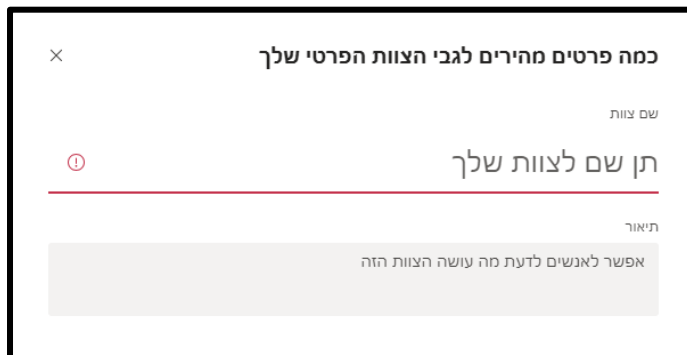 כמה פרטים מהירים לגבי הצוות הפרטי שלך
שם צוות
תן שם לצוות שלך
תיאור
אפשר לאנשים לדעת מה עושה הצוות הזה